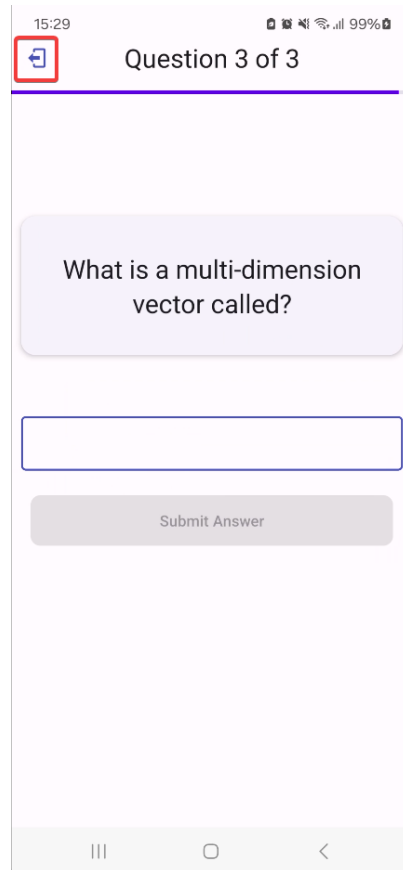 15:29
99%
Question 3 of 3
What is a multi-dimension
vector called?
Submit Answer